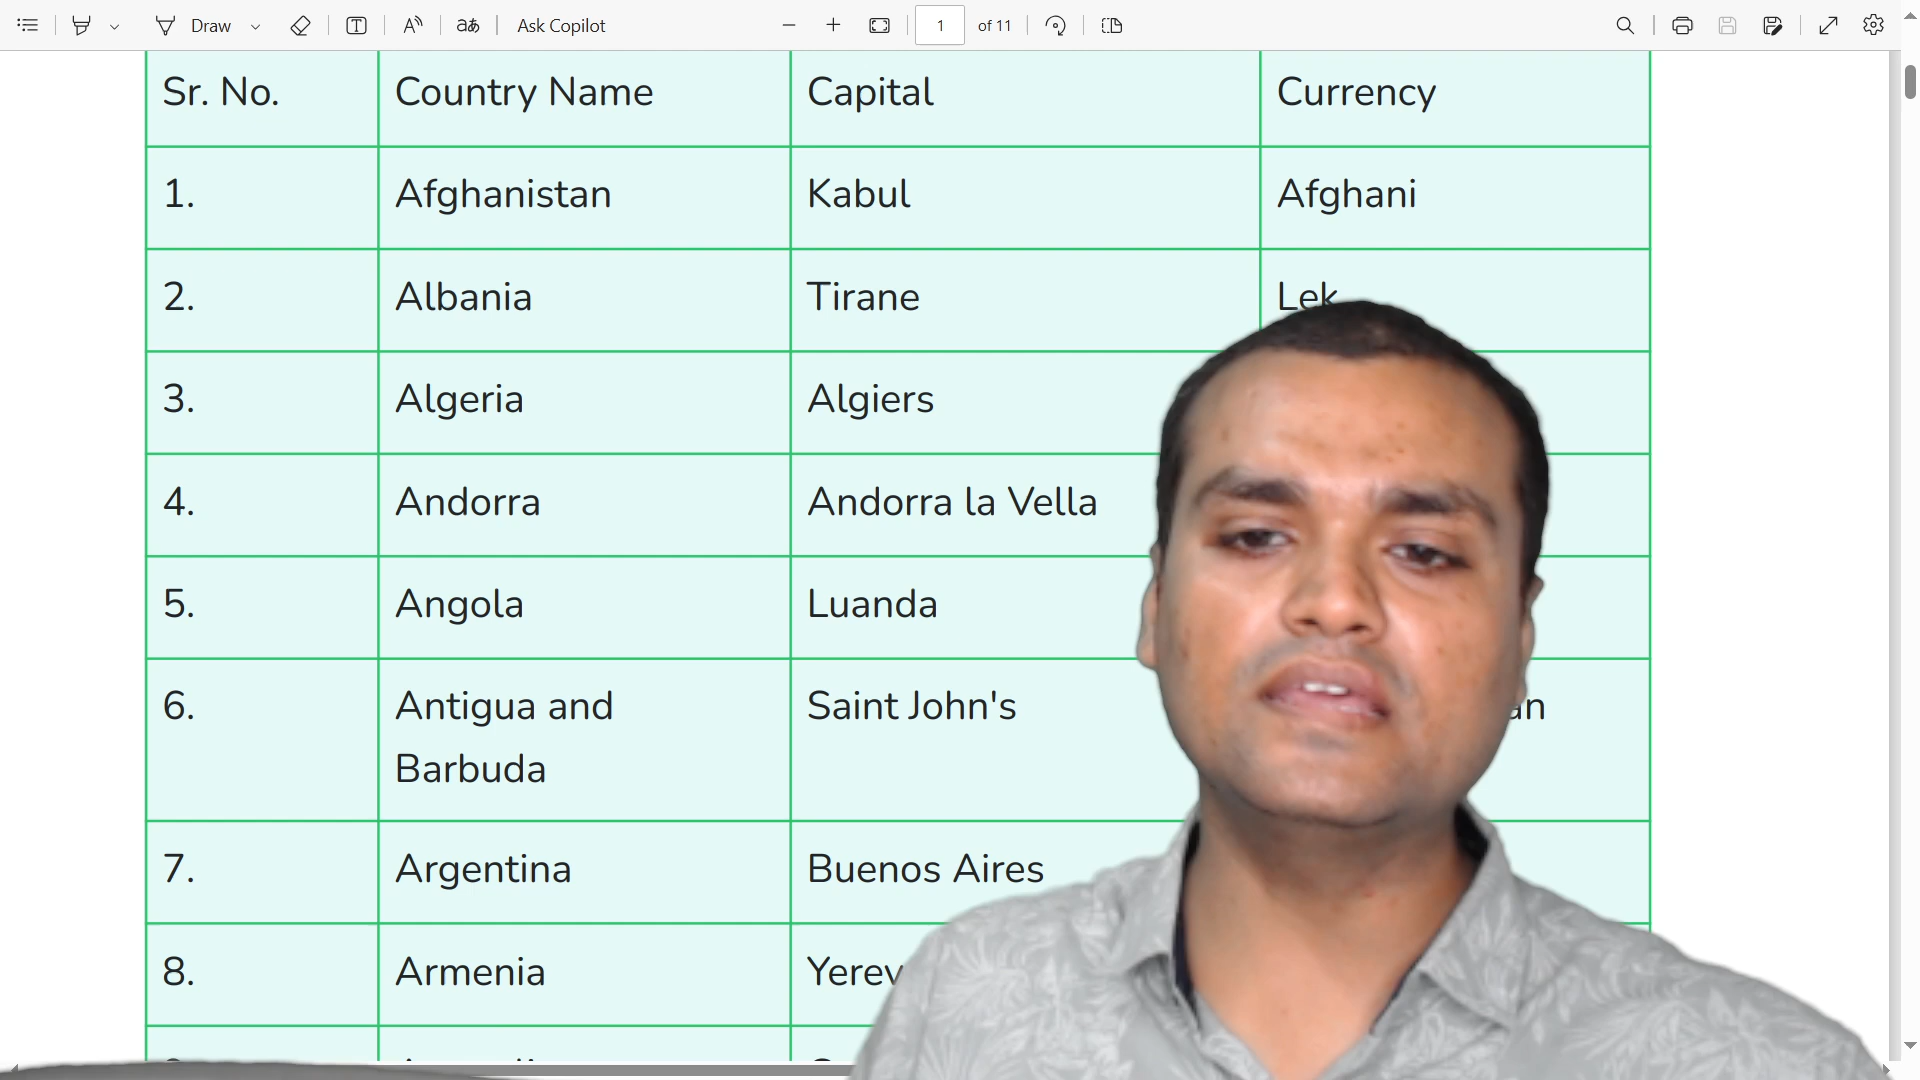 Draw
Ask Copilot
1
of 11
Sr. No. Country Name Capital Currency
1. Afghanistan Kabul Afghani
2. Albania Tirane Lek
3. Algeria Algiers
4. Andorra Andorra la Vella
5. Angola Luanda
6. Antigua and Saint John's
Barbuda
7. Argentina Buenos Aires
8. Armenia